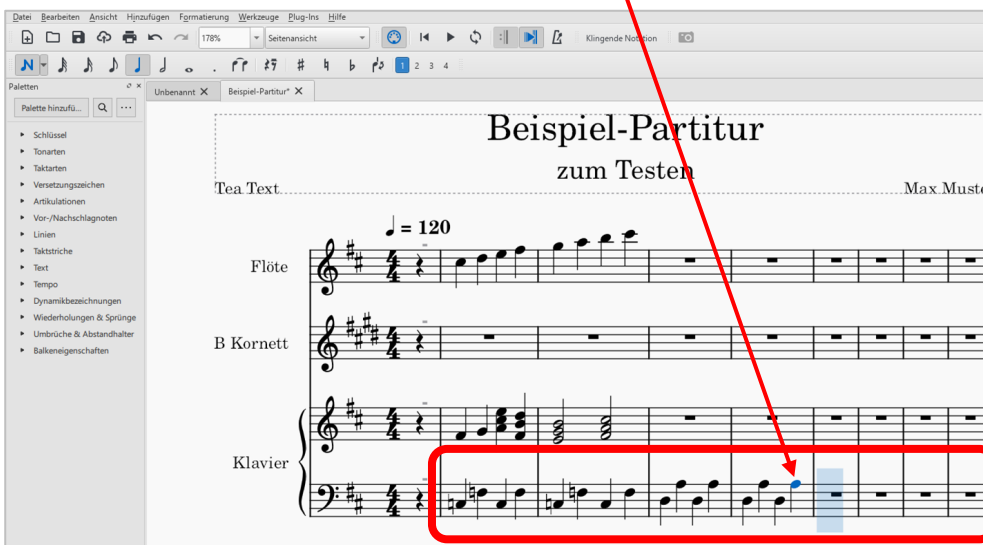 Datei Bearbeiten Ansicht Hinzufügen Formatierung Werkzeuge Plug-Ins Hilfe
178% Seitenansicht Klingende Notation
N 1 2 3 4
Paletten
Unbenannt X Beispiel-Partitur* X
Palette hinzufü... ...
Schlüssel
Tonarten
Taktarten
Versetzungszeichen
Artikulationen
Vor-/Nachschlagnoten
Linien
Taktstriche
Text
Tempo
Dynamikbezeichnungen
Wiederholungen & Sprünge
Umbrüche & Abstandhalter
Balkeneigenschaften
Beispiel-Partitur
zum Testen
Tea Text Max Muste
= 120
Flöte
B Kornett
Klavier